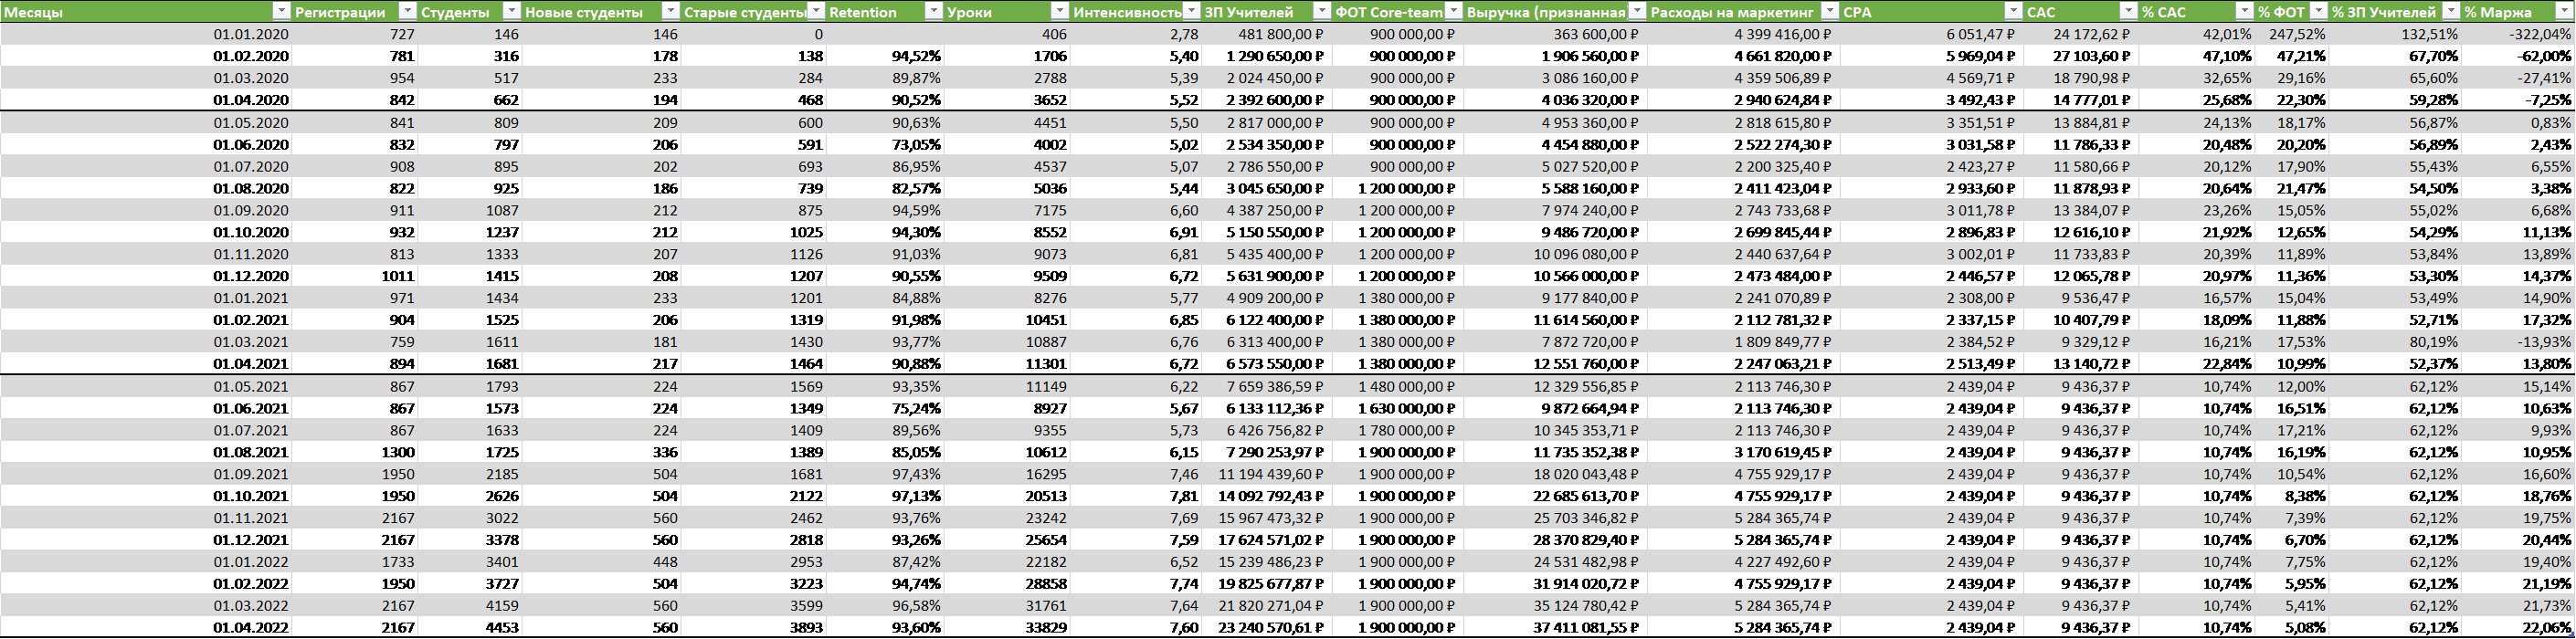 Месяцы Регистрации Студенты Новые студенты Старые студенты Retention Уроки Интенсивность ЗП Учителей ФОТ Core-team Выручка (признанная Расходы на маркетинг CPA CAC % CAC % ФОТ % ЗП Учителей % Маржа
01.01.2020 727 146 146 0 406 2,78 481 800,00 ₽ 900 000,00 ₽ 363 600,00 ₽ 4 399 416,00 ₽ 6 051,47 ₽ 24 172,62 ₽ 42,01% 247,52% 132,51% -322,04%
01.02.2020 781 316 178 138 94,52% 1706 5,40 1 290 650,00 ₽ 900 000,00 ₽ 1 906 560,00 ₽ 4 661 820,00 ₽ 5 969,04 ₽ 27 103,60 ₽ 47,10% 47,21% 67,70% -62,00%
01.03.2020 954 517 233 284 89,87% 2788 5,39 2 024 450,00 ₽ 900 000,00 ₽ 3 086 160,00 ₽ 4 359 506,89 ₽ 4 569,71 ₽ 18 790,98 ₽ 32,65% 29,16% 65,60% -27,41%
01.04.2020 842 662 194 468 90,52% 3652 5,52 2 392 600,00 ₽ 900 000,00 ₽ 4 036 320,00 ₽ 2 940 624,84 ₽ 3 492,43 ₽ 14 777,01 ₽ 25,68% 22,30% 59,28% -7,25%
01.05.2020 841 809 209 600 90,63% 4451 5,50 2 817 000,00 ₽ 900 000,00 ₽ 4 953 360,00 ₽ 2 818 615,80 ₽ 3 351,51 ₽ 13 884,81 ₽ 24,13% 18,17% 56,87% 0,83%
01.06.2020 832 797 206 591 73,05% 4002 5,02 2 534 350,00 ₽ 900 000,00 ₽ 4 454 880,00 ₽ 2 522 274,30 ₽ 3 031,58 ₽ 11 786,33 ₽ 20,48% 20,20% 56,89% 2,43%
01.07.2020 908 895 202 693 86,95% 4537 5,07 2 786 550,00 ₽ 900 000,00 ₽ 5 027 520,00 ₽ 2 200 325,40 ₽ 2 423,27 ₽ 11 580,66 ₽ 20,12% 17,90% 55,43% 6,55%
01.08.2020 822 925 186 739 82,57% 5036 5,44 3 045 650,00 ₽ 1 200 000,00 ₽ 5 588 160,00 ₽ 2 411 423,04 ₽ 2 933,60 ₽ 11 878,93 ₽ 20,64% 21,47% 54,50% 3,38%
01.09.2020 911 1087 212 875 94,59% 7175 6,60 4 387 250,00 ₽ 1 200 000,00 ₽ 7 974 240,00 ₽ 2 743 733,68 ₽ 3 011,78 ₽ 13 384,07 ₽ 23,26% 15,05% 55,02% 6,68%
01.10.2020 932 1237 212 1025 94,30% 8552 6,91 5 150 550,00 ₽ 1 200 000,00 ₽ 9 486 720,00 ₽ 2 699 845,44 ₽ 2 896,83 ₽ 12 616,10 ₽ 21,92% 12,65% 54,29% 11,13%
01.11.2020 813 1333 207 1126 91,03% 9073 6,81 5 435 400,00 ₽ 1 200 000,00 ₽ 10 096 080,00 ₽ 2 440 637,64 ₽ 3 002,01 ₽ 11 733,83 ₽ 20,39% 11,89% 53,84% 13,89%
01.12.2020 1011 1415 208 1207 90,55% 9509 6,72 5 631 900,00 ₽ 1 200 000,00 ₽ 10 566 000,00 ₽ 2 473 484,00 ₽ 2 446,57 ₽ 12 065,78 ₽ 20,97% 11,36% 53,30% 14,37%
01.01.2021 971 1434 233 1201 84,88% 8276 5,77 4 909 200,00 ₽ 1 380 000,00 ₽ 9 177 840,00 ₽ 2 241 070,89 ₽ 2 308,00 ₽ 9 536,47 ₽ 16,57% 15,04% 53,49% 14,90%
01.02.2021 904 1525 206 1319 91,98% 10451 6,85 6 122 400,00 ₽ 1 380 000,00 ₽ 11 614 560,00 ₽ 2 112 781,32 ₽ 2 337,15 ₽ 10 407,79 ₽ 18,09% 11,88% 52,71% 17,32%
01.03.2021 759 1611 181 1430 93,77% 10887 6,76 6 313 400,00 ₽ 1 380 000,00 ₽ 7 872 720,00 ₽ 1 809 849,77 ₽ 2 384,52 ₽ 9 329,12 ₽ 16,21% 17,53% 80,19% -13,93%
01.04.2021 894 1681 217 1464 90,88% 11301 6,72 6 573 550,00 ₽ 1 380 000,00 ₽ 12 551 760,00 ₽ 2 247 063,21 ₽ 2 513,49 ₽ 13 140,72 ₽ 22,84% 10,99% 52,37% 13,80%
01.05.2021 867 1793 224 1569 93,35% 11149 6,22 7 659 386,59 ₽ 1 480 000,00 ₽ 12 329 556,85 ₽ 2 113 746,30 ₽ 2 439,04 ₽ 9 436,37 ₽ 10,74% 12,00% 62,12% 15,14%
01.06.2021 867 1573 224 1349 75,24% 8927 5,67 6 133 112,36 ₽ 1 630 000,00 ₽ 9 872 664,94 ₽ 2 113 746,30 ₽ 2 439,04 ₽ 9 436,37 ₽ 10,74% 16,51% 62,12% 10,63%
01.07.2021 867 1633 224 1409 89,56% 9355 5,73 6 426 756,82 ₽ 1 780 000,00 ₽ 10 345 353,71 ₽ 2 113 746,30 ₽ 2 439,04 ₽ 9 436,37 ₽ 10,74% 17,21% 62,12% 9,93%
01.08.2021 1300 1725 336 1389 85,05% 10612 6,15 7 290 253,97 ₽ 1 900 000,00 ₽ 11 735 352,38 ₽ 3 170 619,45 ₽ 2 439,04 ₽ 9 436,37 ₽ 10,74% 16,19% 62,12% 10,95%
01.09.2021 1950 2185 504 1681 97,43% 16295 7,46 11 194 439,60 ₽ 1 900 000,00 ₽ 18 020 043,48 ₽ 4 755 929,17 ₽ 2 439,04 ₽ 9 436,37 ₽ 10,74% 10,54% 62,12% 16,60%
01.10.2021 1950 2626 504 2122 97,13% 20513 7,81 14 092 792,43 ₽ 1 900 000,00 ₽ 22 685 613,70 ₽ 4 755 929,17 ₽ 2 439,04 ₽ 9 436,37 ₽ 10,74% 8,38% 62,12% 18,76%
01.11.2021 2167 3022 560 2462 93,76% 23242 7,69 15 967 473,32 ₽ 1 900 000,00 ₽ 25 703 346,82 ₽ 5 284 365,74 ₽ 2 439,04 ₽ 9 436,37 ₽ 10,74% 7,39% 62,12% 19,75%
01.12.2021 2167 3378 560 2818 93,26% 25654 7,59 17 624 571,02 ₽ 1 900 000,00 ₽ 28 370 829,40 ₽ 5 284 365,74 ₽ 2 439,04 ₽ 9 436,37 ₽ 10,74% 6,70% 62,12% 20,44%
01.01.2022 1733 3401 448 2953 87,42% 22182 6,52 15 239 486,23 ₽ 1 900 000,00 ₽ 24 531 482,98 ₽ 4 227 492,60 ₽ 2 439,04 ₽ 9 436,37 ₽ 10,74% 7,75% 62,12% 19,40%
01.02.2022 1950 3727 504 3223 94,74% 28858 7,74 19 825 677,87 ₽ 1 900 000,00 ₽ 31 914 020,72 ₽ 4 755 929,17 ₽ 2 439,04 ₽ 9 436,37 ₽ 10,74% 5,95% 62,12% 21,19%
01.03.2022 2167 4159 560 3599 96,58% 31761 7,64 21 820 271,04 ₽ 1 900 000,00 ₽ 35 124 780,42 ₽ 5 284 365,74 ₽ 2 439,04 ₽ 9 436,37 ₽ 10,74% 5,41% 62,12% 21,73%
01.04.2022 2167 4453 560 3893 93,60% 33829 7,60 23 240 570,61 ₽ 1 900 000,00 ₽ 37 411 081,55 ₽ 5 284 365,74 ₽ 2 439,04 ₽ 9 436,37 ₽ 10,74% 5,08% 62,12% 22,06%